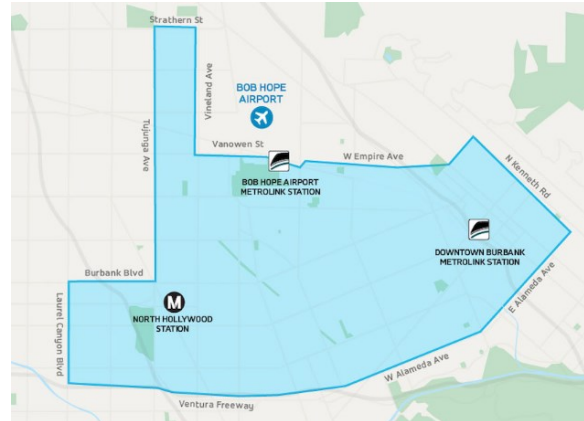 Strathern St
Vineland Ave
BOB HOPE
AIRPORT
Tujunga Ave
Vanowen St
W Empire Ave
N Kenneth Rd
BOB HOPE AIRPORT
METROLINK STATION
DOWNTOWN BURBANK
METROLINK STATION
Burbank Blvd
E Alameda Ave
Laurel Canyon Blvd
M
NORTH HOLLYWOOD
STATION
W Alameda Ave
Ventura Freeway